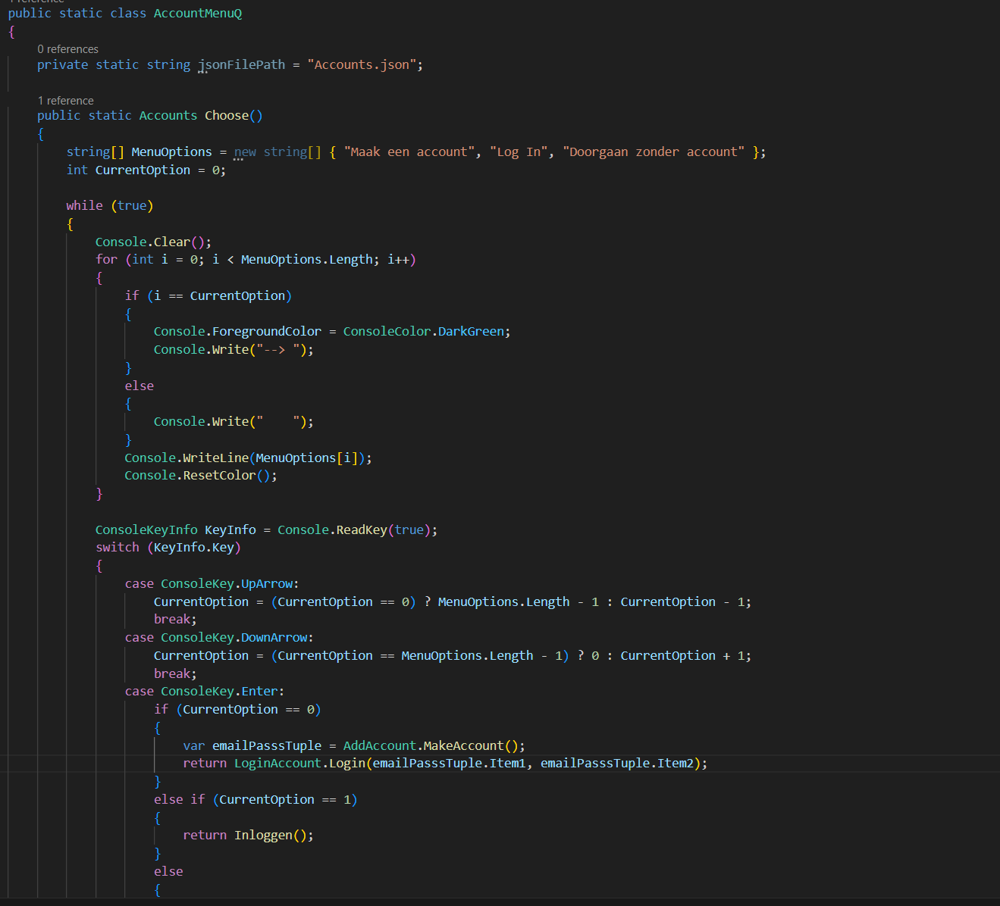 1 reference
public static class AccountMenuQ
{
0 references
private static string jsonFilePath = "Accounts.json";
1 reference
public static Accounts Choose()
{
string[] MenuOptions = new string[] { "Maak een account", "Log In", "Doorgaan zonder account" };
int CurrentOption = 0;
while (true)
{
Console.Clear();
for (int i = 0; i < MenuOptions.Length; i++)
{
if (i == CurrentOption)
{
Console.ForegroundColor = ConsoleColor.DarkGreen;
Console.Write("--> ");
}
else
{
Console.Write("    ");
}
Console.WriteLine(MenuOptions[i]);
Console.ResetColor();
}
ConsoleKeyInfo KeyInfo = Console.ReadKey(true);
switch (KeyInfo.Key)
{
case ConsoleKey.UpArrow:
CurrentOption = (CurrentOption == 0) ? MenuOptions.Length - 1 : CurrentOption - 1;
break;
case ConsoleKey.DownArrow:
CurrentOption = (CurrentOption == MenuOptions.Length - 1) ? 0 : CurrentOption + 1;
break;
case ConsoleKey.Enter:
if (CurrentOption == 0)
{
var emailPasssTuple = AddAccount.MakeAccount();
return LoginAccount.Login(emailPasssTuple.Item1, emailPasssTuple.Item2);
}
else if (CurrentOption == 1)
{
return Inloggen();
}
else
{